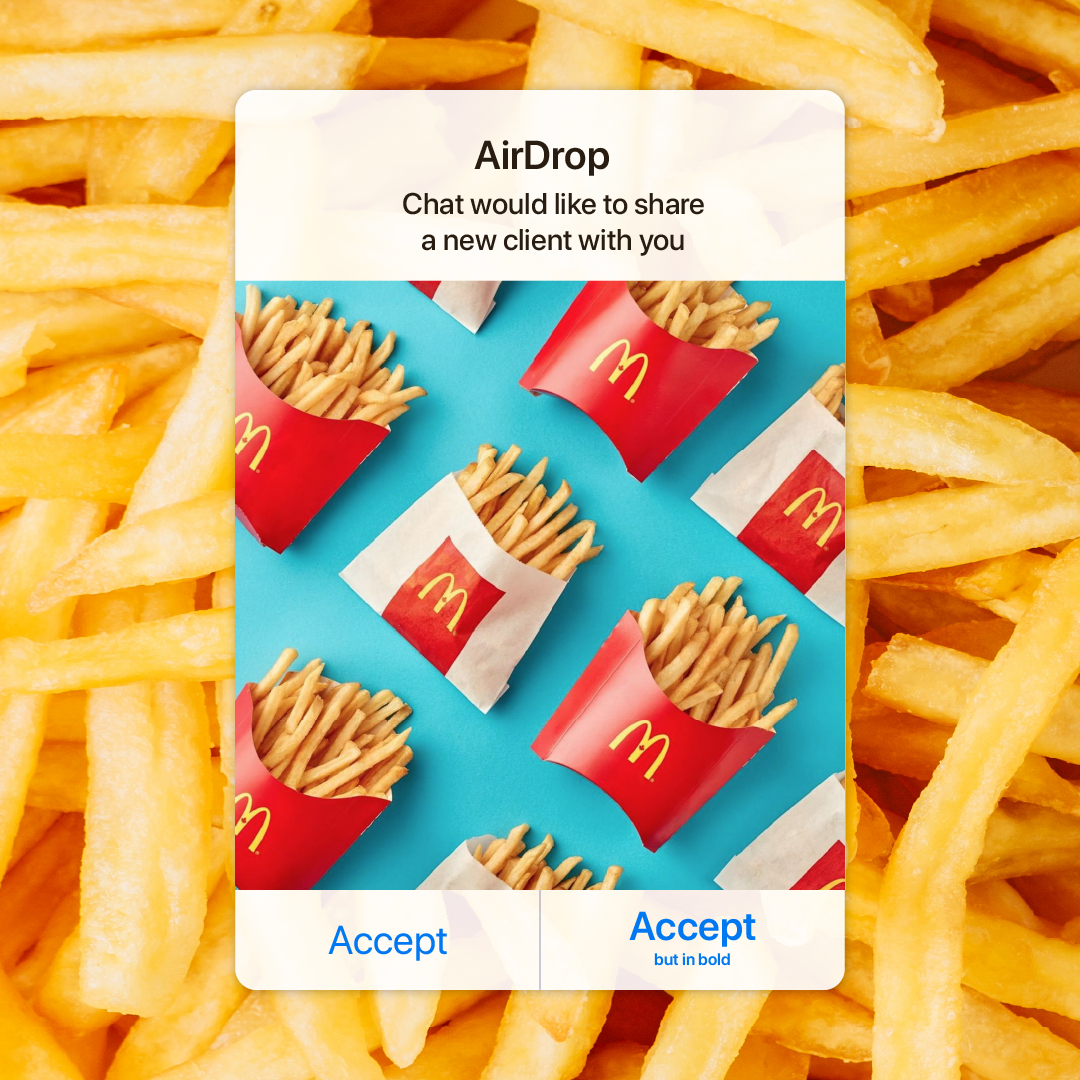 AirDrop
Chat would like to share
a new client with you
Accept
Accept
but in bold